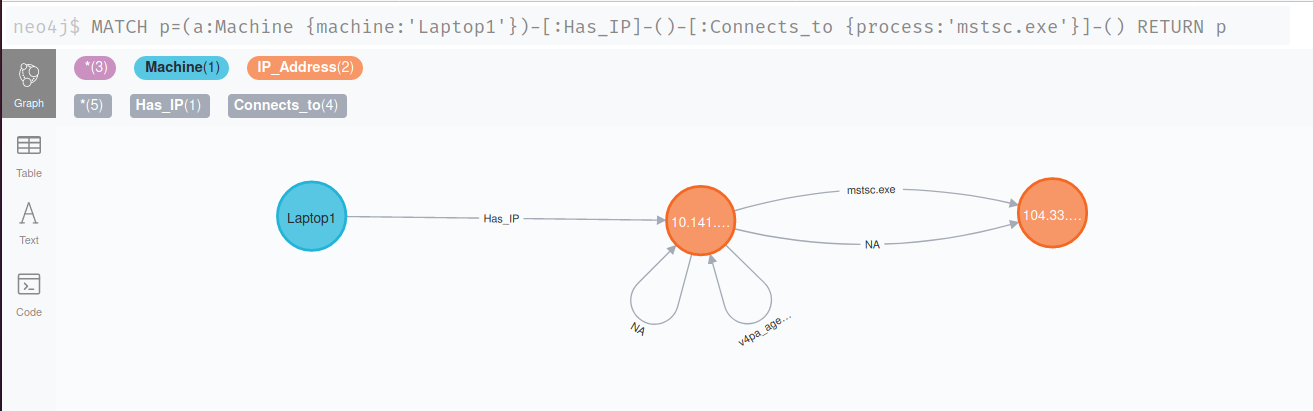 neo4j$ MATCH p=(a:Machine {machine:'Laptop1'})-[:Has_IP]-()-[:Connects_to {process:'mstsc.exe'}]-() RETURN p
Graph
*(3) Machine(1) IP_Address(2)
*(5) Has_IP(1) Connects_to(4)
Table
Text
Code
Laptop1
Has_IP
10.141....
mstsc.exe
NA
104.33....
NA
v4pa_age...